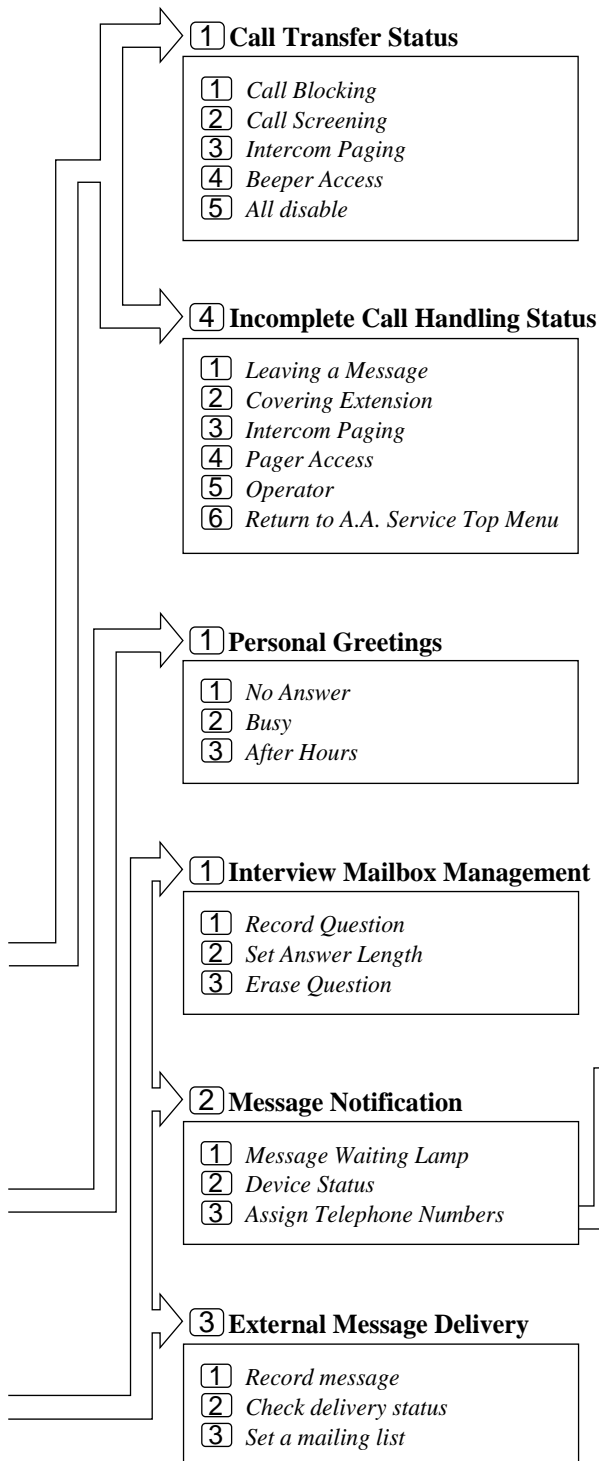 1 Call Transfer Status
1 Call Blocking
2 Call Screening
3 Intercom Paging
4 Beeper Access
5 All disable
4 Incomplete Call Handling Status
1 Leaving a Message
2 Covering Extension
3 Intercom Paging
4 Pager Access
5 Operator
6 Return to A.A. Service Top Menu
1 Personal Greetings
1 No Answer
2 Busy
3 After Hours
1 Interview Mailbox Management
1 Record Question
2 Set Answer Length
3 Erase Question
2 Message Notification
1 Message Waiting Lamp
2 Device Status
3 Assign Telephone Numbers
3 External Message Delivery
1 Record message
2 Check delivery status
3 Set a mailing list